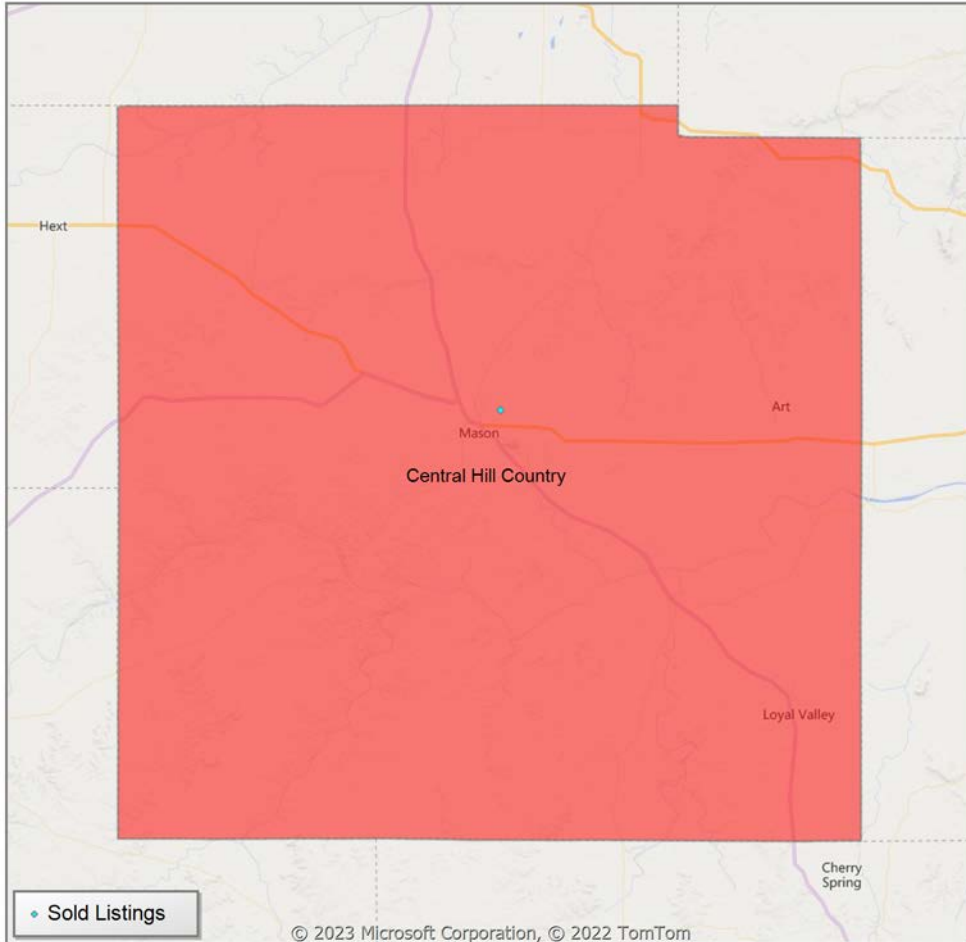 Hext
Art
Mason
Central Hill Country
Loyal Valley
Cherry
Spring
Sold Listings
© 2023 Microsoft Corporation, © 2022 TomTom